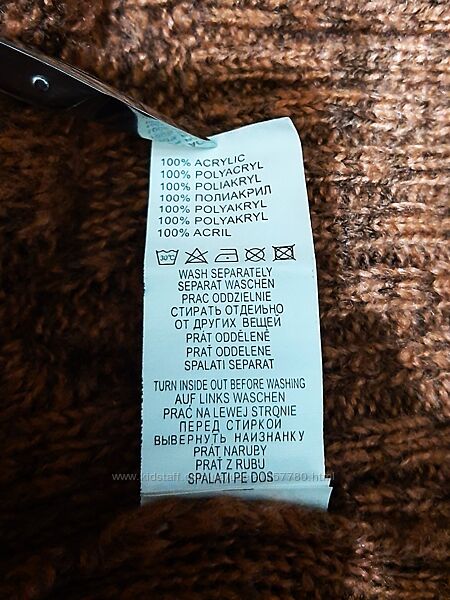 100% ACRYLIC
100% POLYACRYL
100% POLIAKRYL
100% ПОЛИАКРИЛ
100% POLYAKRYL
100% POLYAKRYL
100% ACRIL
30°C
WASH SEPARATELY
SEPARAT WASCHEN
PRAC ODDZIELNIE
СТИРАТЬ ОТДЕИЬНО
ОТ ДРУГИХ ВЕЩЕЙ
PRÁT ODDĚLENĚ
PRAŤ ODDELENE
SPALATI SEPARAT
TURN INSIDE OUT BEFORE WASHING
AUF LINKS WASCHEN
PRAĆ NA LEWEJ STRONIE
ПЕРЕД СТИРКОЙ
ВЫВЕРНУТЬ НАИЗНАНКУ
PRÁT NARUBY
PRAŤ Z RUBU
SPALATI PE DOS